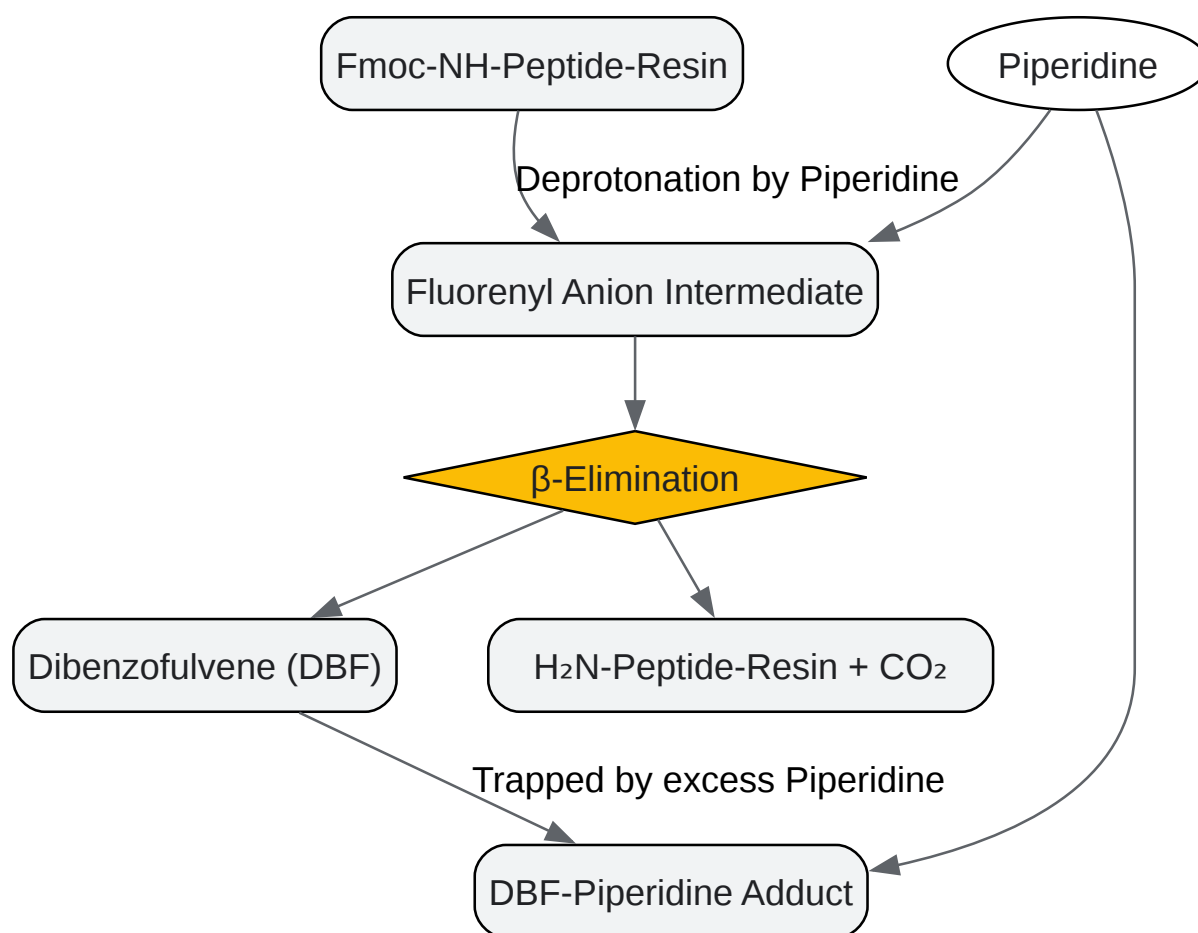 Fmoc-NH-Peptide-Resin
Piperidine
Deprotonation by Piperidine
Fluorenyl Anion Intermediate
β-Elimination
Dibenzofulvene (DBF)
H₂N-Peptide-Resin + CO₂
Trapped by excess Piperidine
DBF-Piperidine Adduct